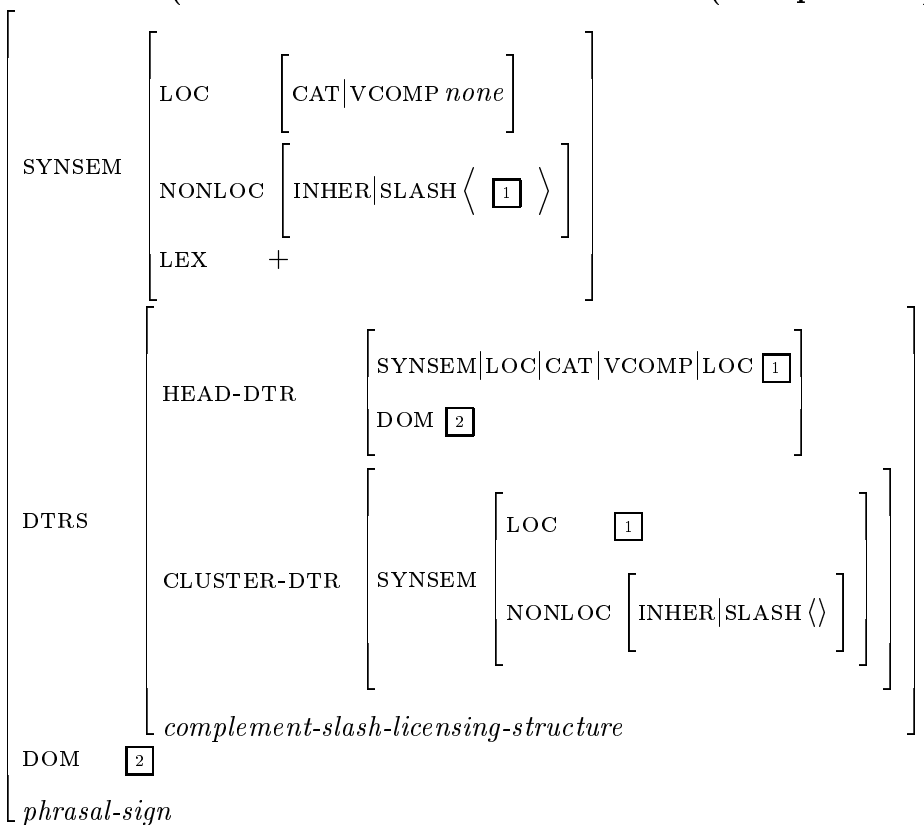 LOC CAT|VCOMP none
SYNSEM
NONLOC INHER|SLASH ⟨ 1 ⟩
LEX +
SYNSEM|LOC|CAT|VCOMP|LOC 1
HEAD-DTR
DOM 2
DTRS
LOC 1
CLUSTER-DTR SYNSEM
NONLOC INHER|SLASH ⟨⟩
complement-slash-licensing-structure
DOM 2
phrasal-sign